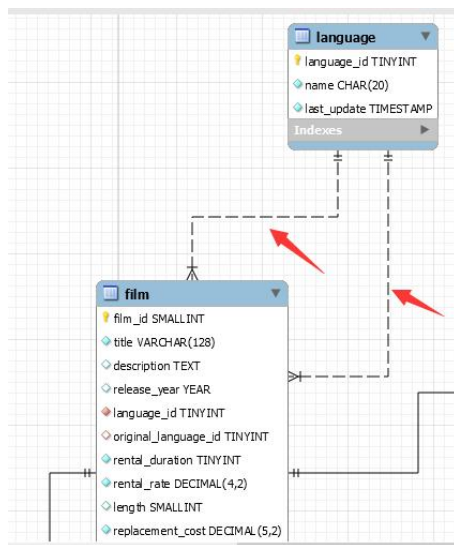 language
language_id TINYINT
name CHAR(20)
last_update TIMESTAMP
Indexes
film
film_id SMALLINT
title VARCHAR(128)
description TEXT
release_year YEAR
language_id TINYINT
original_language_id TINYINT
rental_duration TINYINT
rental_rate DECIMAL(4,2)
length SMALLINT
replacement_cost DECIMAL(5,2)